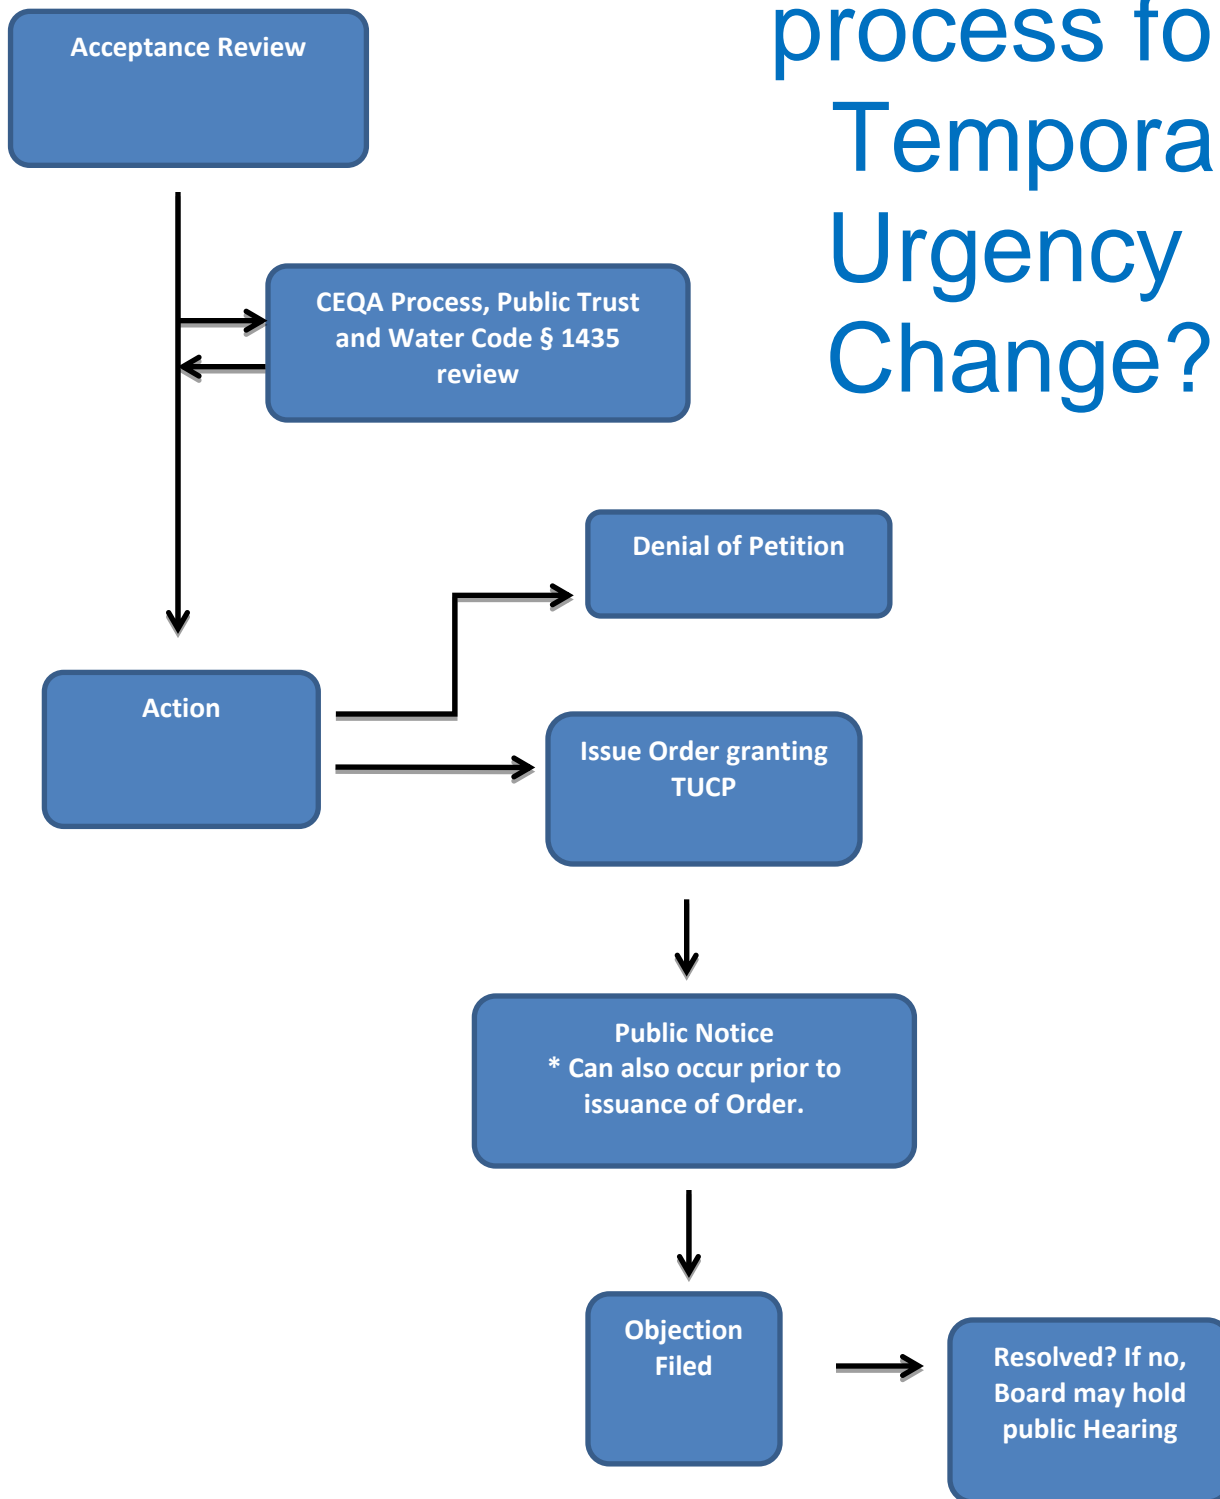 process fo
Tempora
Urgency
Change?
Acceptance Review
CEQA Process, Public Trust
and Water Code § 1435
review
Denial of Petition
Action
Issue Order granting
TUCP
Public Notice
* Can also occur prior to
issuance of Order.
Objection
Filed
Resolved? If no,
Board may hold
public Hearing